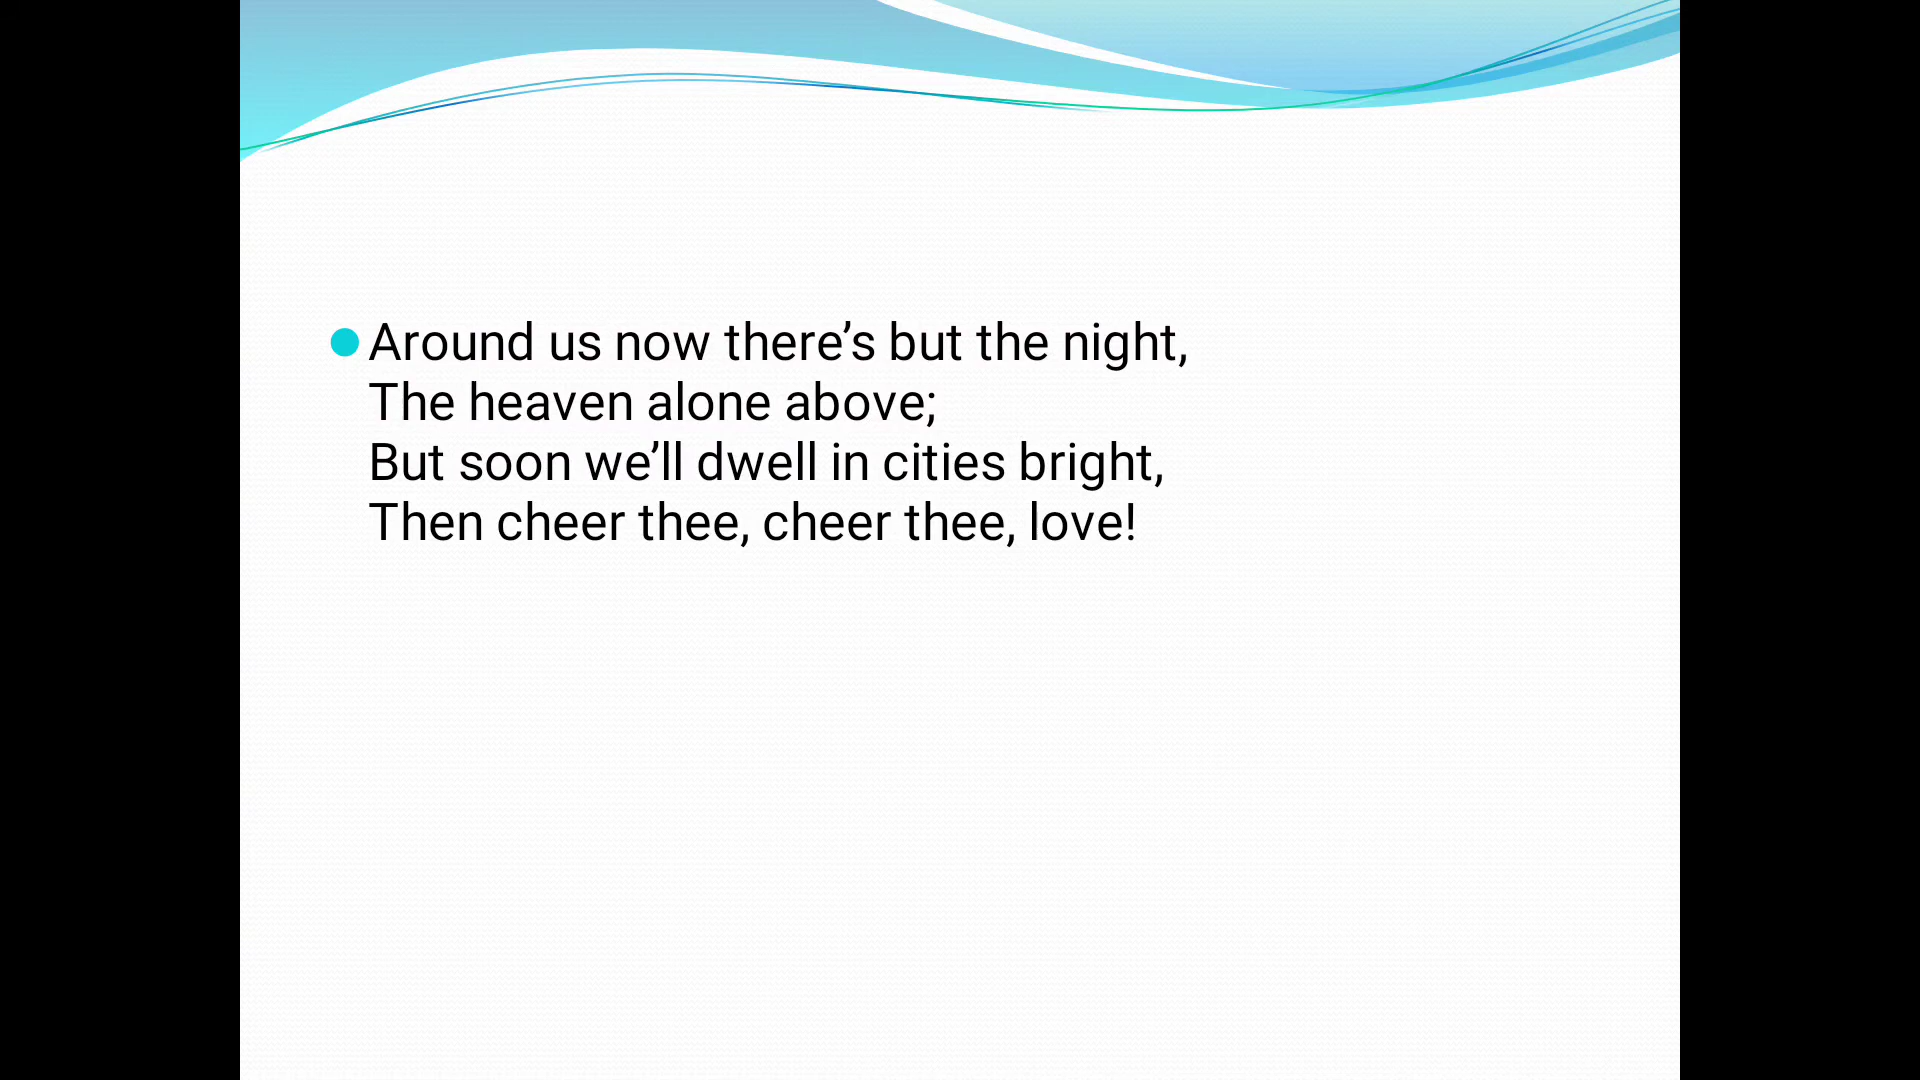 Around us now there’s but the night,
The heaven alone above;
But soon we’ll dwell in cities bright,
Then cheer thee, cheer thee, love!